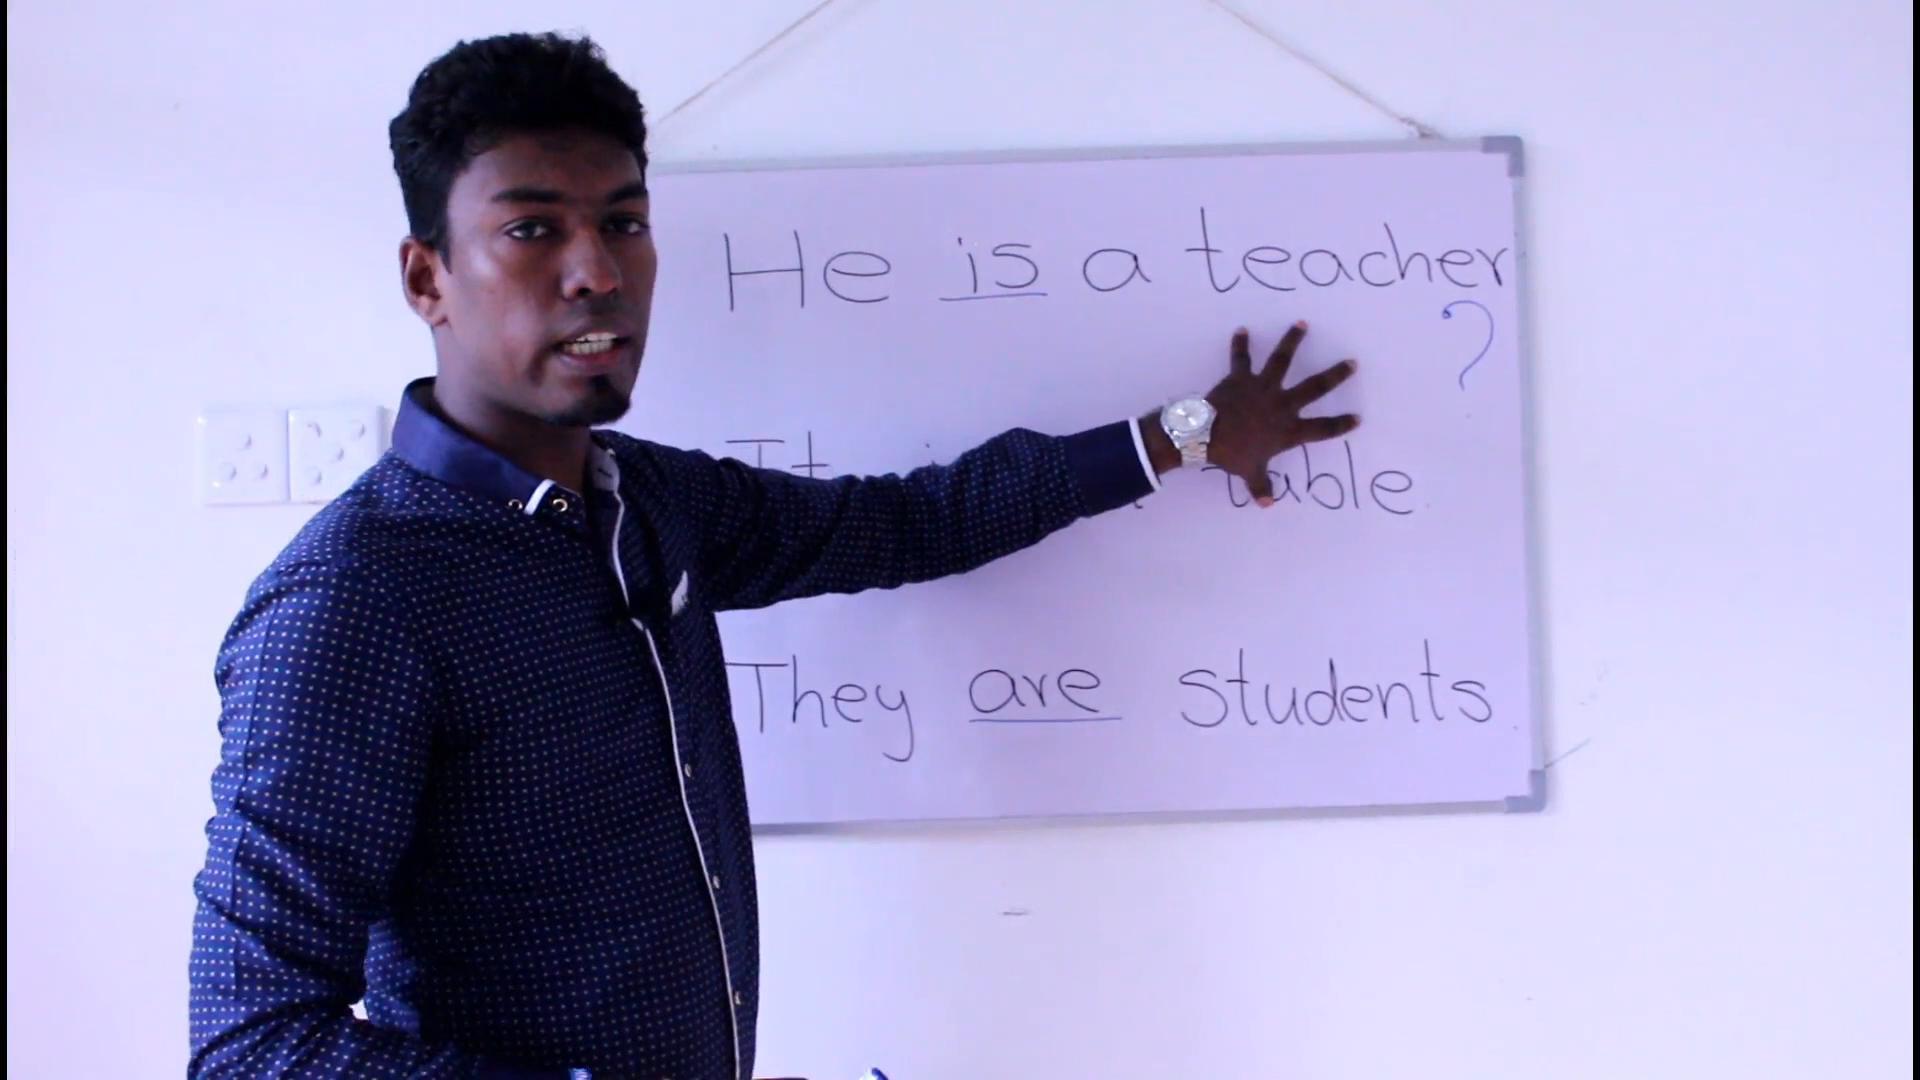 He is a teacher
?
It table.
They are students.